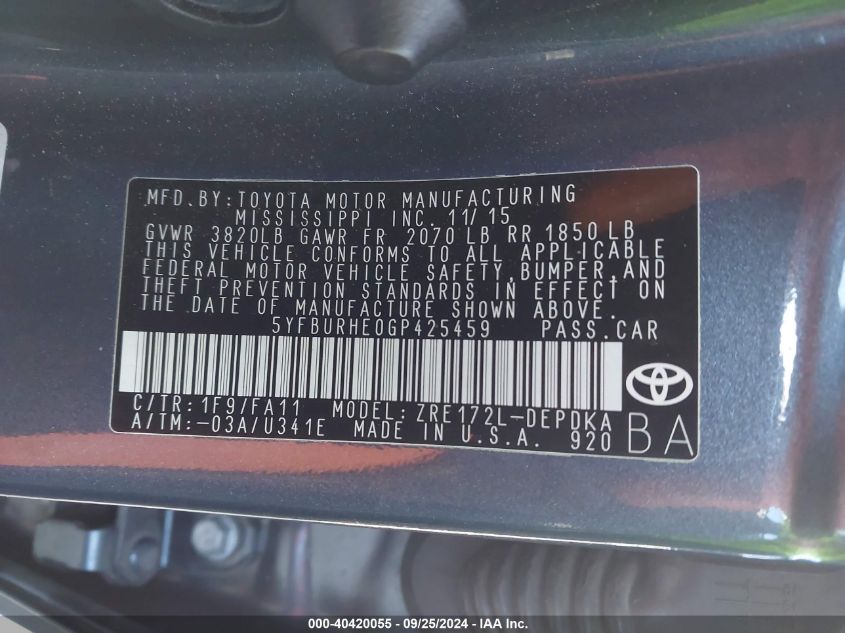 MFD. BY: TOYOTA MOTOR MANUFACTURING
MISSISSIPPI INC. 11/15
GVWR 3820LB GAWR FR 2070 LB RR 1850 LB
THIS VEHICLE CONFORMS TO ALL APPLICABLE
FEDERAL MOTOR VEHICLE SAFETY, BUMPER, AND
THEFT PREVENTION STANDARDS IN EFFECT ON
THE DATE OF MANUFACTURE SHOWN ABOVE.
5YFBURHE0GP425459 PASS. CAR
C/TR: 1F9/FA11 MODEL: ZRE172L-DEPDKA
A/TM: -03A/U341E MADE IN U.S.A. 920
BA
000-40420055 - 09/25/2024 - IAA Inc.